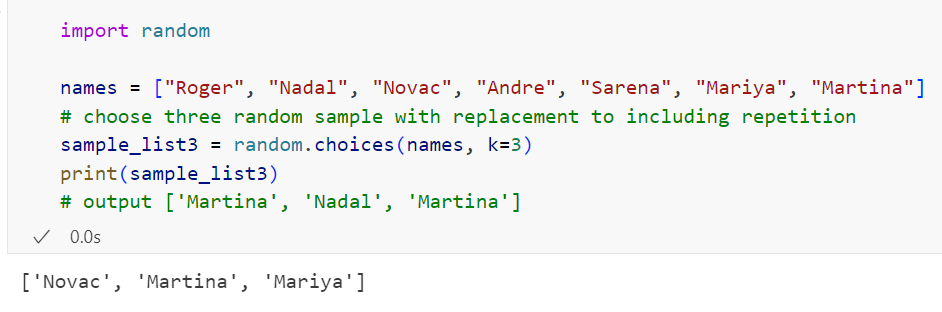 import random
names = ["Roger", "Nadal", "Novac", "Andre", "Sarena", "Mariya", "Martina"]
# choose three random sample with replacement to including repetition
sample_list3 = random.choices(names, k=3)
print(sample_list3)
# output ['Martina', 'Nadal', 'Martina']
✓ 0.0s
['Novac', 'Martina', 'Mariya']